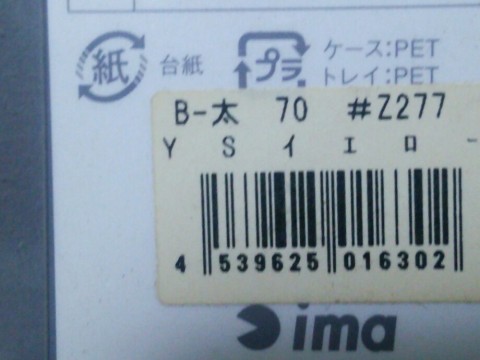 紙 台紙 プラ ケース:PET
トレイ:PET
B-太 70 #Z277
Y S イ エ ロ -
4 539625 016302
ima